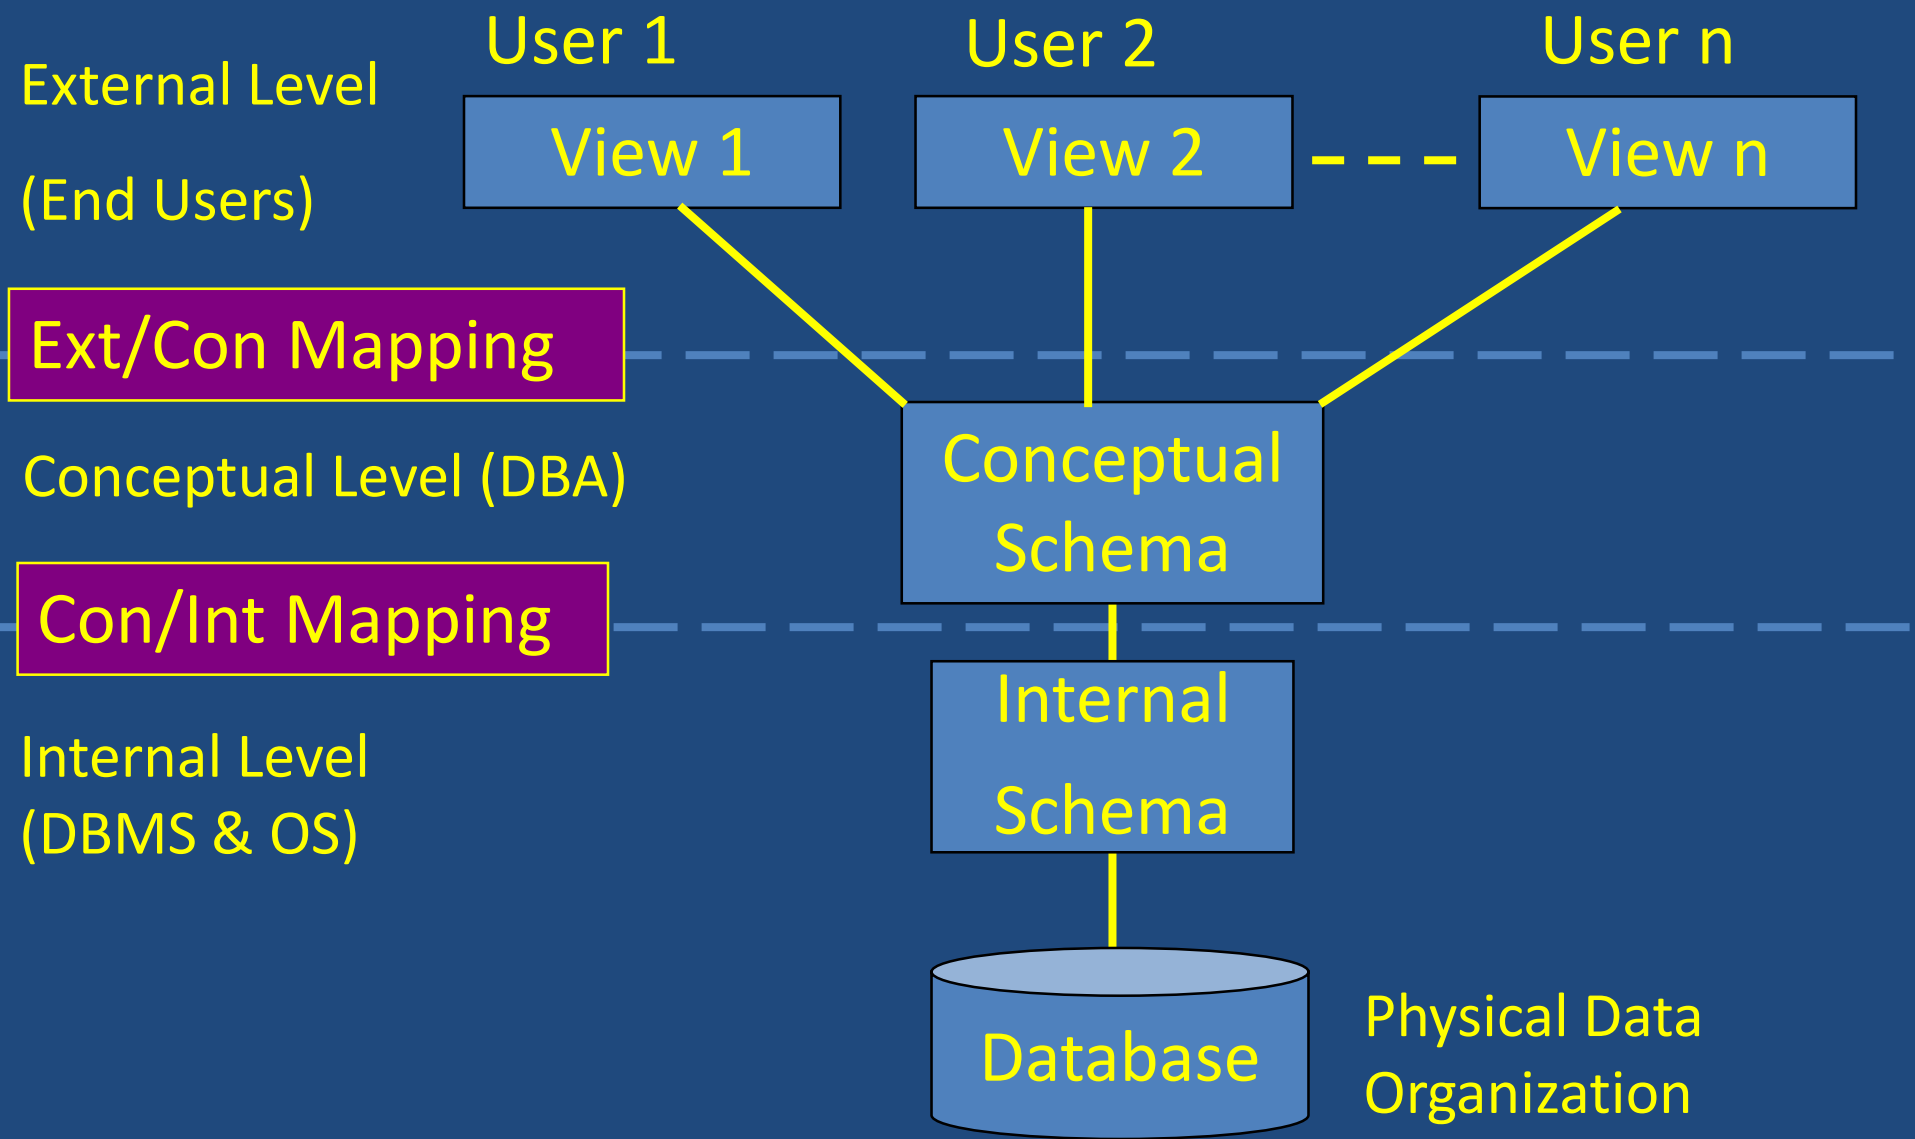 User 1
User 2
User n
External Level
(End Users)
View 1
View 2
View n
Ext/Con Mapping
Conceptual Level (DBA)
Conceptual
Schema
Con/Int Mapping
Internal Level
(DBMS & OS)
Internal
Schema
Database
Physical Data
Organization